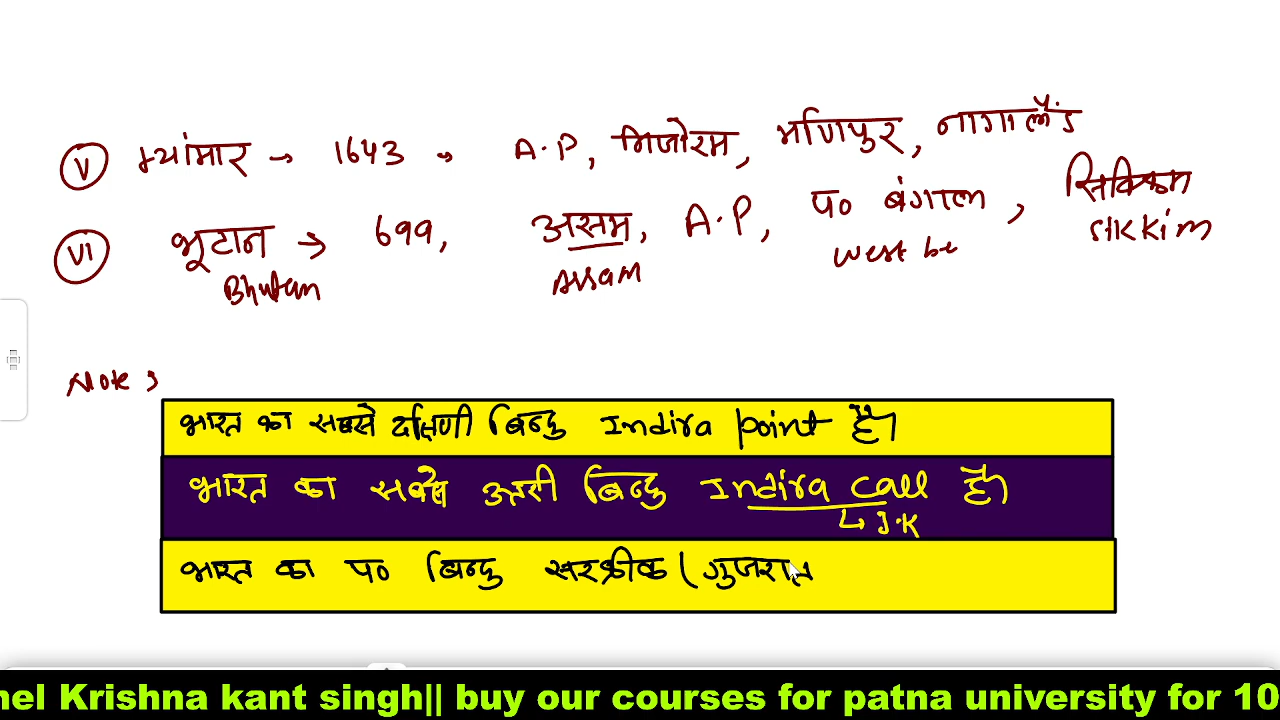 (V) म्यांमार → 1643 → A.P, मिजोरम, मणिपुर, नागालैंड
(VI) भूटान → 699, असम, A.P, प० बंगाल, सिक्किम
Bhutan Assam West be Sikkim
Note :
भारत का सबसे दक्षिणी बिन्दु Indira point है।
भारत का सबसे उत्तरी बिन्दु Indira call है।
↳ J.K
भारत का प० बिन्दु सरक्रीक (गुजरात
nel Krishna kant singh|| buy our courses for patna university for 10